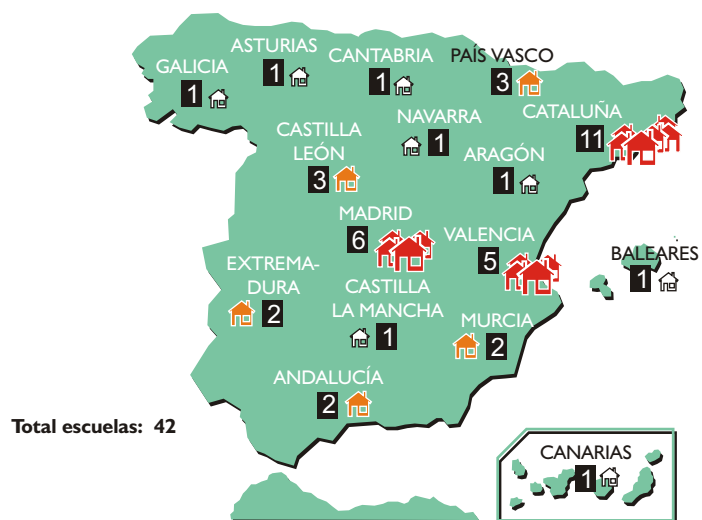 ASTURIAS
1
CANTABRIA
1
PAÍS VASCO
3
GALICIA
1
NAVARRA
1
CATALUÑA
11
CASTILLA
LEÓN
3
ARAGÓN
1
MADRID
6
VALENCIA
5
BALEARES
1
EXTREMA-
DURA
2
CASTILLA
LA MANCHA
1
MURCIA
2
ANDALUCÍA
2
Total escuelas: 42
CANARIAS
1